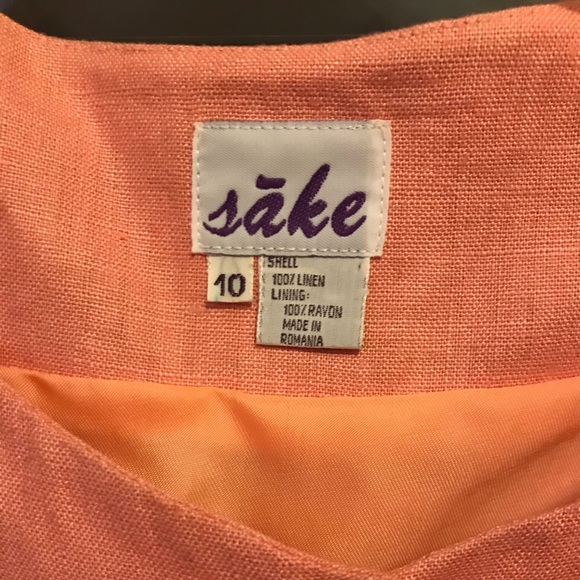 sāke
10
SHELL
100% LINEN
LINING:
100% RAYON
MADE IN
ROMANIA